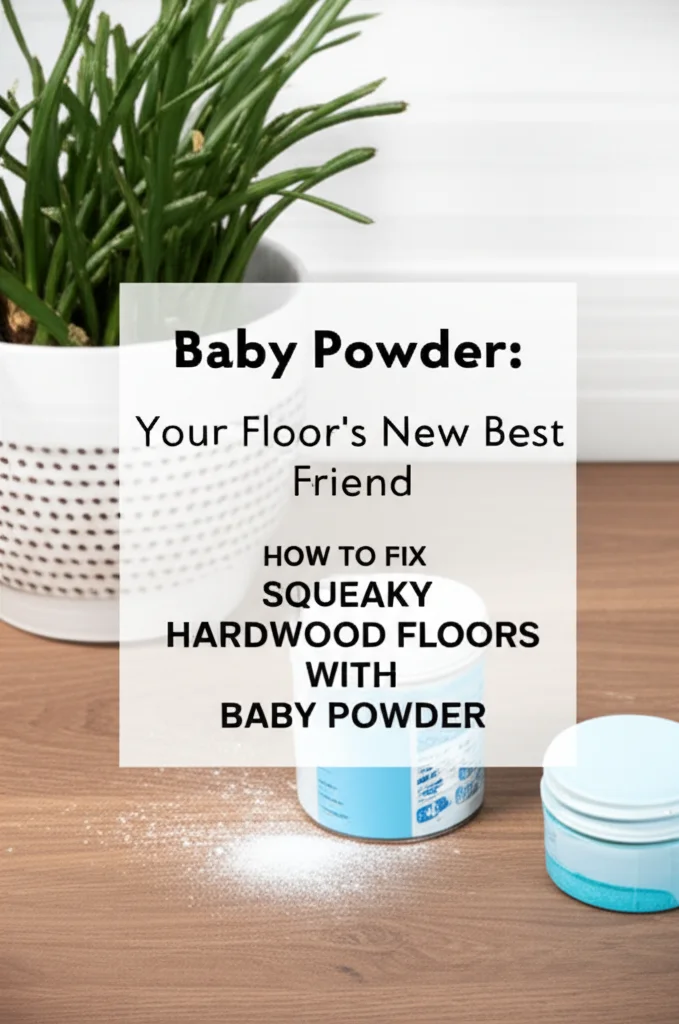 Baby Powder:
Your Floor's New Best
Friend
HOW TO FIX
SQUEAKY
HARDWOOD FLOORS
WITH
BABY POWDER